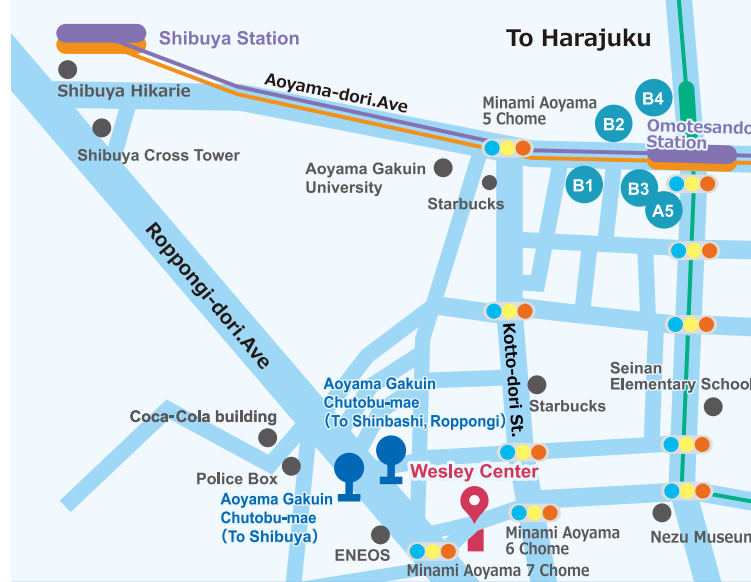 Shibuya Station
To Harajuku
Shibuya Hikarie
Aoyama-dori.Ave
Minami Aoyama
5 Chome
B4
B2
Omotesando
Station
Shibuya Cross Tower
Aoyama Gakuin
University
Starbucks
B1
B3
A5
Roppongi-dori.Ave
Kotto-dori St.
Seinan
Elementary School
Aoyama Gakuin
Chutobu-mae
(To Shinbashi, Roppongi)
Starbucks
Coca-Cola building
Police Box
Wesley Center
Aoyama Gakuin
Chutobu-mae
(To Shibuya)
ENEOS
Minami Aoyama
6 Chome
Nezu Museum
Minami Aoyama 7 Chome